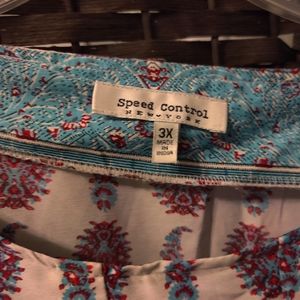 Speed Control
NEW YORK
3X
MADE
IN
INDIA